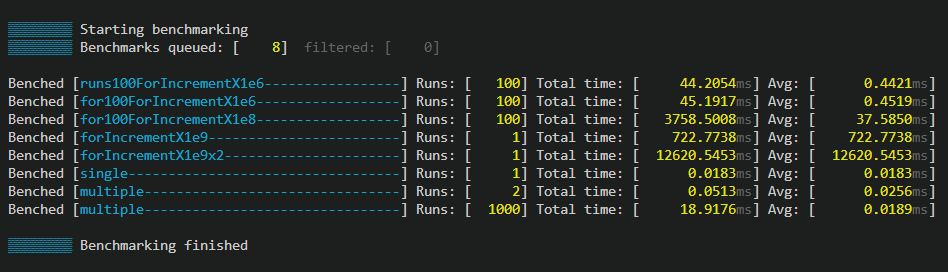 Starting benchmarking
Benchmarks queued: [    8]  filtered: [    0]
Benched [runs100ForIncrementX1e6-----------------] Runs: [   100] Total time: [     44.2054ms] Avg: [      0.4421ms]
Benched [for100ForIncrementX1e6------------------] Runs: [   100] Total time: [     45.1917ms] Avg: [      0.4519ms]
Benched [for100ForIncrementX1e8------------------] Runs: [   100] Total time: [   3758.5008ms] Avg: [     37.5850ms]
Benched [forIncrementX1e9------------------------] Runs: [     1] Total time: [    722.7738ms] Avg: [    722.7738ms]
Benched [forIncrementX1e9x2----------------------] Runs: [     1] Total time: [  12620.5453ms] Avg: [  12620.5453ms]
Benched [single----------------------------------] Runs: [     1] Total time: [      0.0183ms] Avg: [      0.0183ms]
Benched [multiple--------------------------------] Runs: [     2] Total time: [      0.0513ms] Avg: [      0.0256ms]
Benched [multiple--------------------------------] Runs: [  1000] Total time: [     18.9176ms] Avg: [      0.0189ms]
Benchmarking finished